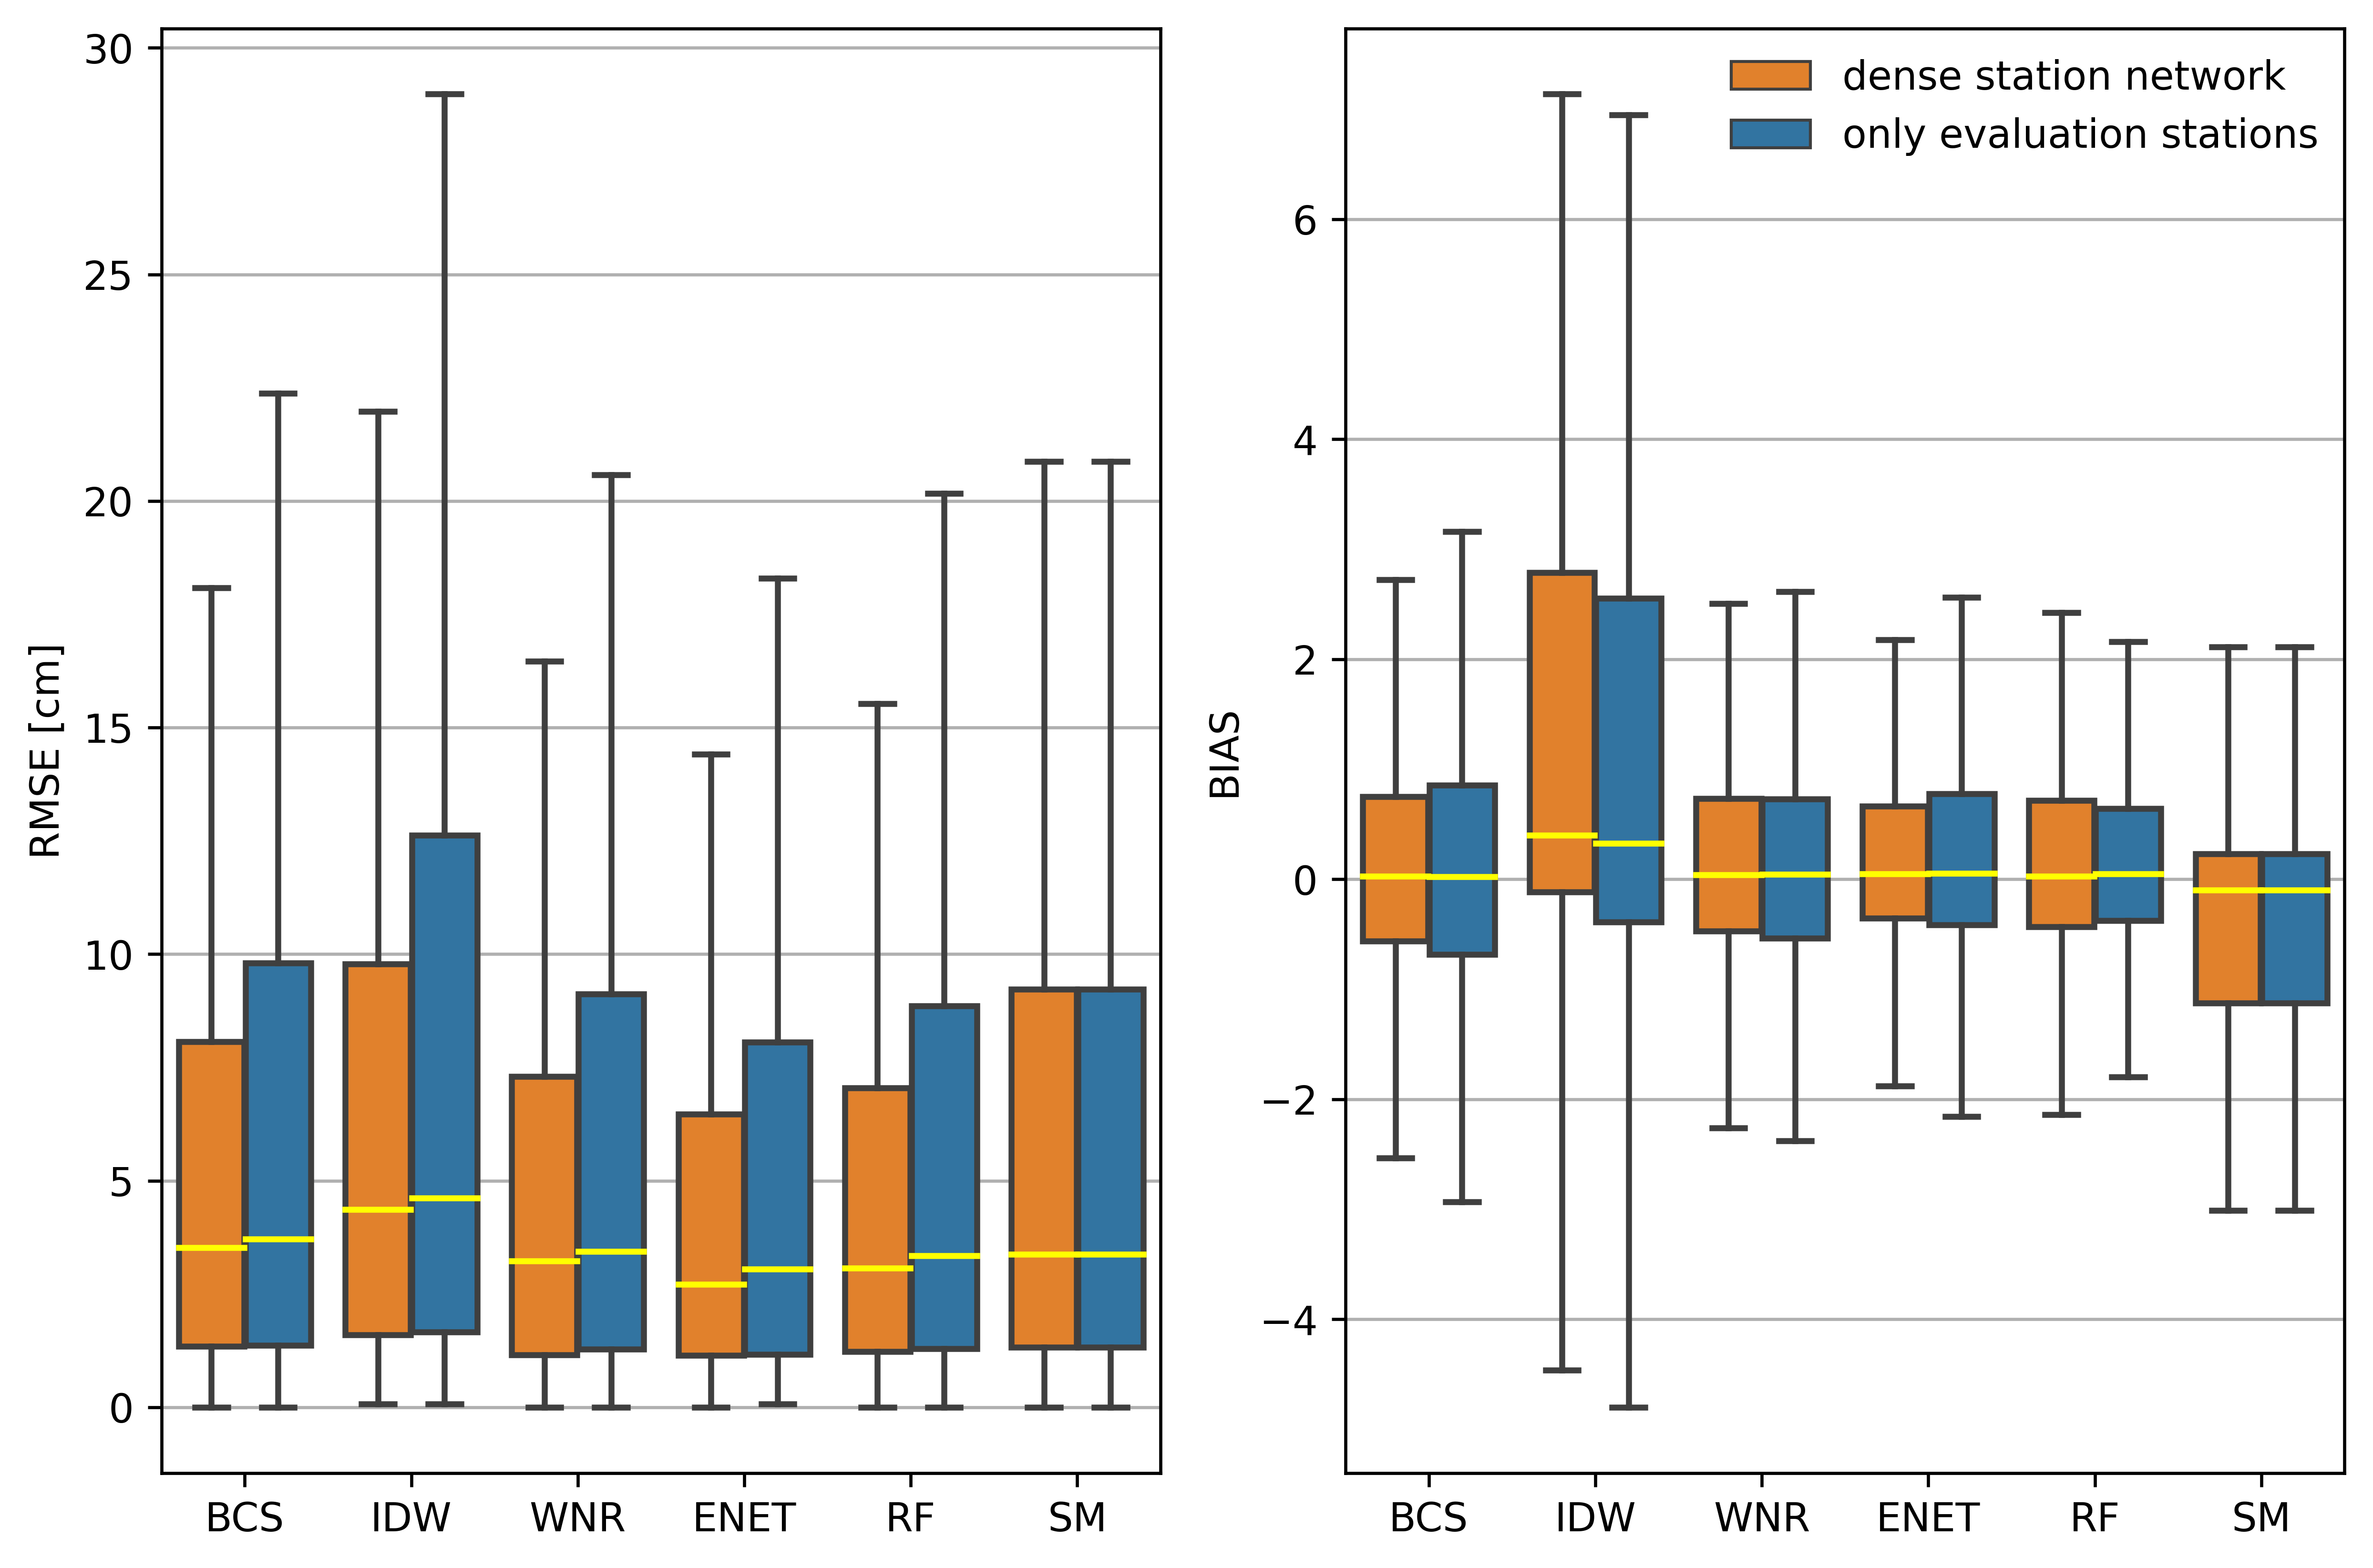 RMSE [cm]
30
25
20
15
10
5
0
BCS IDW WNR ENET RF SM
BIAS
6
4
2
0
−2
−4
BCS IDW WNR ENET RF SM
dense station network
only evaluation stations